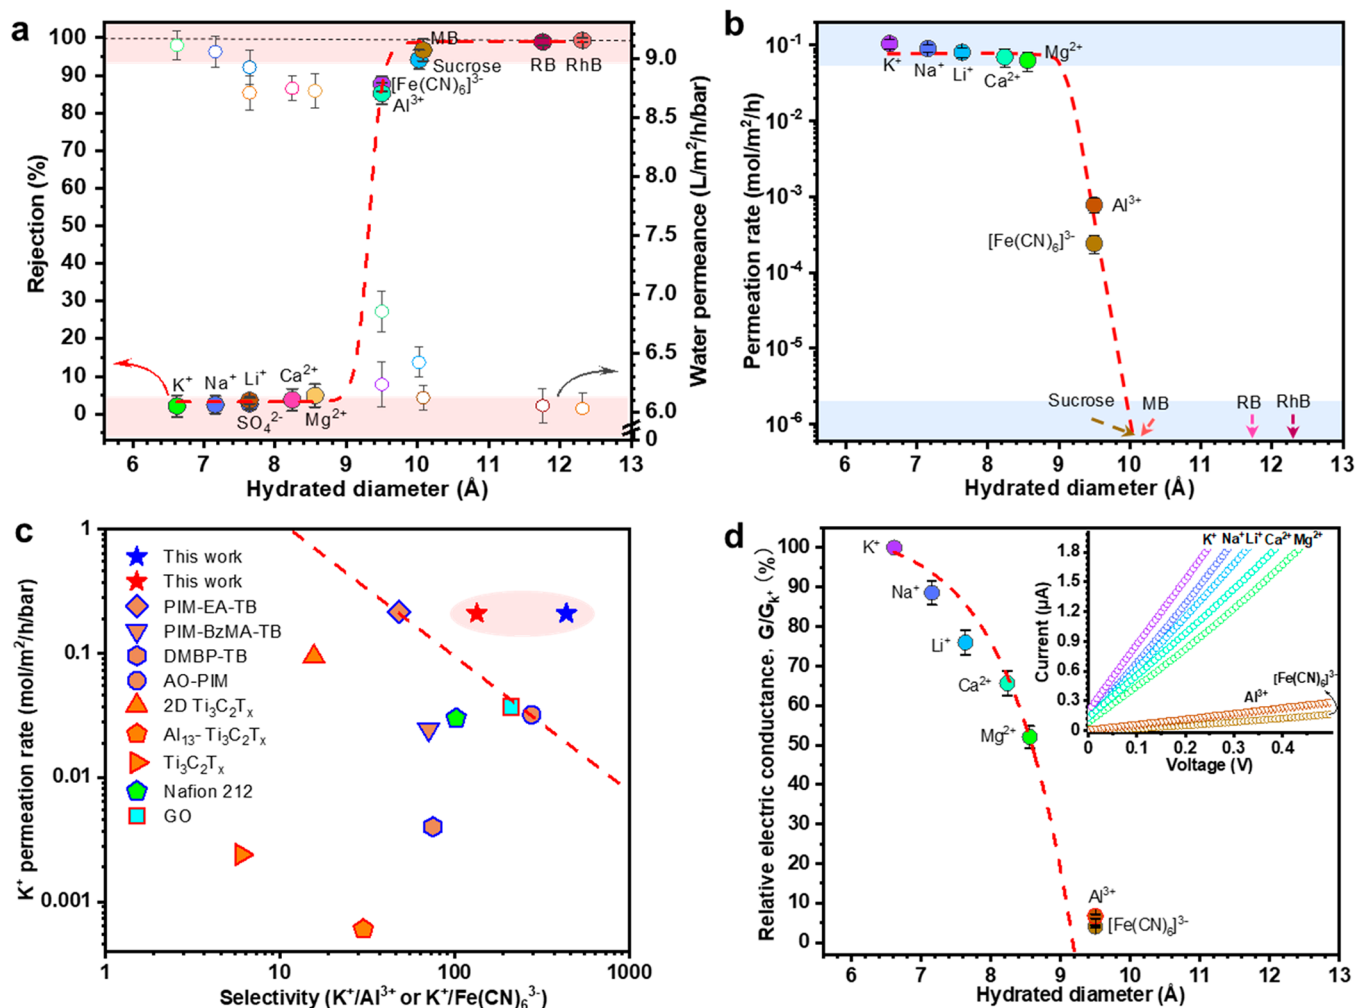 a
Rejection (%)
100
90
80
70
60
50
40
30
20
10
0
MB
Sucrose
RB
RhB
[Fe(CN)₆]³⁻
Al³⁺
K⁺
Na⁺
Li⁺
SO₄²⁻
Ca²⁺
Mg²⁺
9.0
8.5
8.0
7.5
7.0
6.5
6.0
0
Water permeance (L/m²/h/bar)
6 7 8 9 10 11 12 13
Hydrated diameter (Å)
b
Permeation rate (mol/m²/h)
10⁻¹
10⁻²
10⁻³
10⁻⁴
10⁻⁵
10⁻⁶
K⁺
Na⁺
Li⁺
Ca²⁺
Mg²⁺
Al³⁺
[Fe(CN)₆]³⁻
Sucrose
MB
RB
RhB
6 7 8 9 10 11 12 13
Hydrated diameter (Å)
c
K⁺ permeation rate (mol/m²/h/bar)
1
0.1
0.01
0.001
This work
This work
PIM-EA-TB
PIM-BzMA-TB
DMBP-TB
AO-PIM
2D Ti₃C₂Tₓ
Al₁₃- Ti₃C₂Tₓ
Ti₃C₂Tₓ
Nafion 212
GO
1 10 100 1000
Selectivity (K⁺/Al³⁺ or K⁺/Fe(CN)₆³⁻)
d
Relative electric conductance, G/G_K⁺ (%)
100
90
80
70
60
50
40
30
20
10
0
K⁺
Na⁺
Li⁺
Ca²⁺
Mg²⁺
Al³⁺
[Fe(CN)₆]³⁻
6 7 8 9 10 11 12 13
Hydrated diameter (Å)
Current (µA)
1.8
1.5
1.2
0.9
0.6
0.3
0
K⁺ Na⁺ Li⁺ Ca²⁺ Mg²⁺
[Fe(CN)₆]³⁻
Al³⁺
0 0.1 0.2 0.3 0.4
Voltage (V)